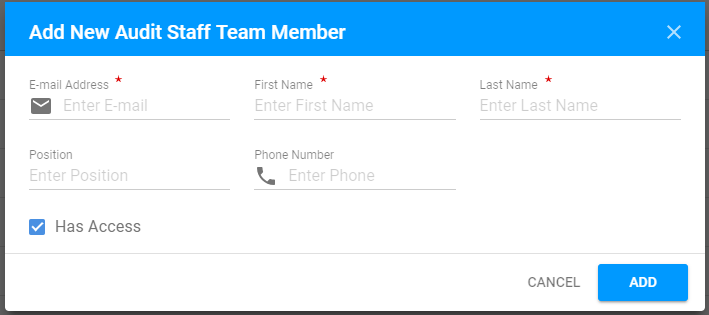 Add New Audit Staff Team Member
E-mail Address * First Name * Last Name *
Enter E-mail Enter First Name Enter Last Name
Position Phone Number
Enter Position Enter Phone
Has Access
CANCEL ADD